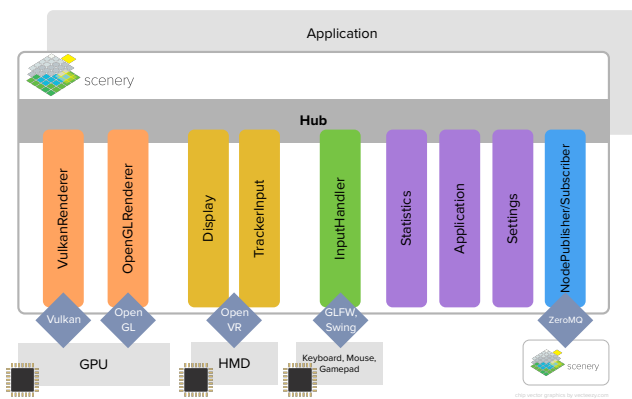 Application
scenery
Hub
VulkanRenderer
OpenGLRenderer
Display
TrackerInput
InputHandler
Statistics
Application
Settings
NodePublisher/Subscriber
Vulkan
Open
GL
Open
VR
GLFW,
Swing
ZeroMQ
GPU
HMD
Keyboard, Mouse,
Gamepad
scenery
chip vector graphics by vecteezy.com